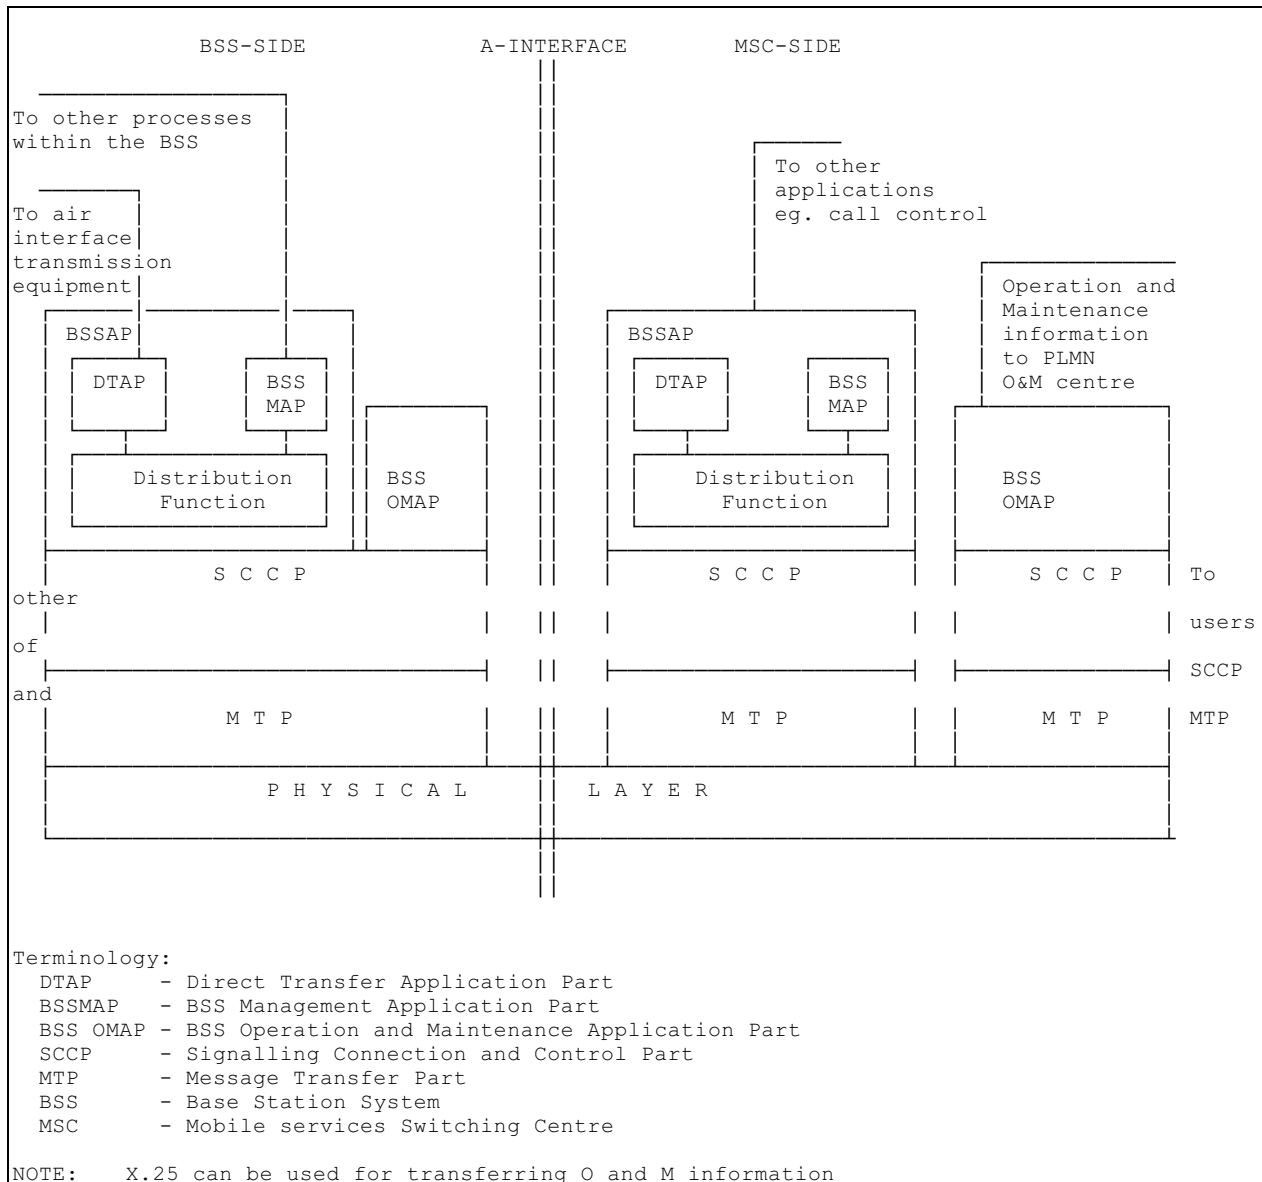 BSS-SIDE A-INTERFACE MSC-SIDE
To other processes
within the BSS
To other
applications
eg. call control
To air
interface
transmission
equipment
Operation and
Maintenance
information
to PLMN
O&M centre
BSSAP BSSAP
DTAP BSS DTAP BSS
MAP MAP
Distribution BSS Distribution BSS
Function OMAP Function OMAP
S C C P S C C P S C C P To
other
users
of
SCCP
and
M T P M T P M T P MTP
P H Y S I C A L L A Y E R
Terminology:
DTAP - Direct Transfer Application Part
BSSMAP - BSS Management Application Part
BSS OMAP - BSS Operation and Maintenance Application Part
SCCP - Signalling Connection and Control Part
MTP - Message Transfer Part
BSS - Base Station System
MSC - Mobile services Switching Centre
NOTE: X.25 can be used for transferring O and M information